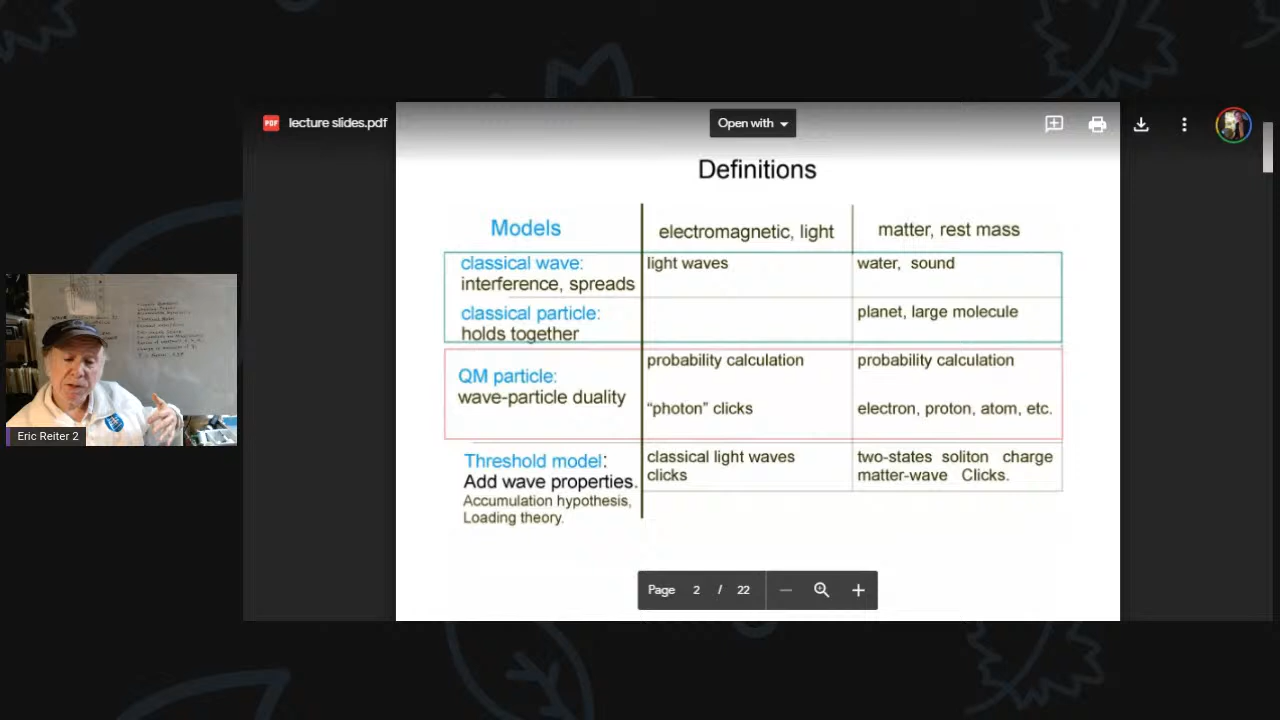 PDF lecture slides.pdf
Open with
Definitions
Models electromagnetic, light matter, rest mass
classical wave: light waves water, sound
interference, spreads
classical particle: planet, large molecule
holds together
probability calculation probability calculation
QM particle:
wave-particle duality
“photon” clicks electron, proton, atom, etc.
Threshold model: classical light waves two-states soliton charge
Add wave properties. clicks matter-wave Clicks.
Accumulation hypothesis,
Loading theory.
Eric Reiter 2
Page 2 / 22